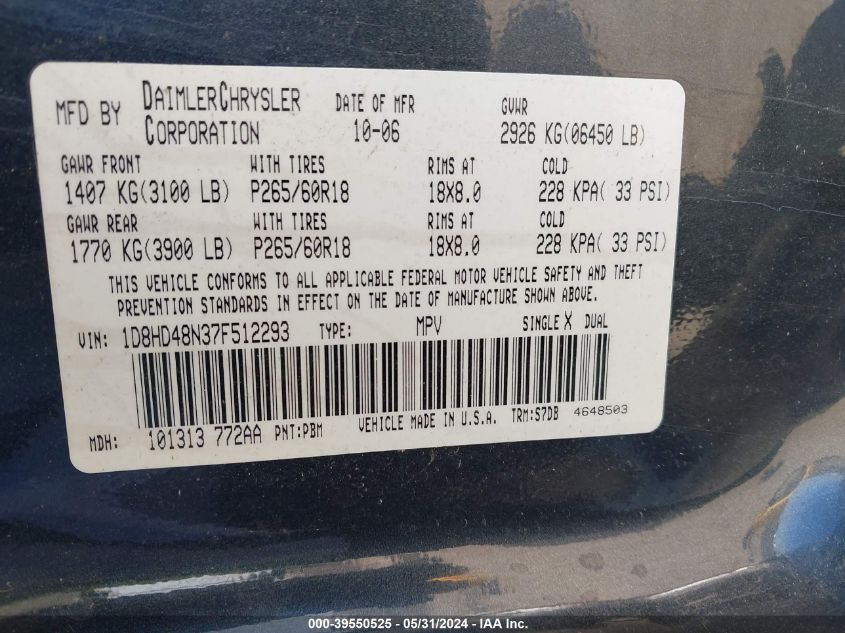 MFD BY DAIMLERCHRYSLER CORPORATION DATE OF MFR 10-06 GVWR 2926 KG(06450 LB)
GAWR FRONT WITH TIRES RIMS AT COLD
1407 KG(3100 LB) P265/60R18 18X8.0 228 KPA( 33 PSI)
GAWR REAR WITH TIRES RIMS AT COLD
1770 KG(3900 LB) P265/60R18 18X8.0 228 KPA( 33 PSI)
THIS VEHICLE CONFORMS TO ALL APPLICABLE FEDERAL MOTOR VEHICLE SAFETY AND THEFT
PREVENTION STANDARDS IN EFFECT ON THE DATE OF MANUFACTURE SHOWN ABOVE.
VIN: 1D8HD48N37F512293 TYPE: MPV SINGLE X DUAL
MDH: 101313 772AA PNT:PBM VEHICLE MADE IN U.S.A. TRM:S7DB 4648503
000-39550525 - 05/31/2024 - IAA Inc.